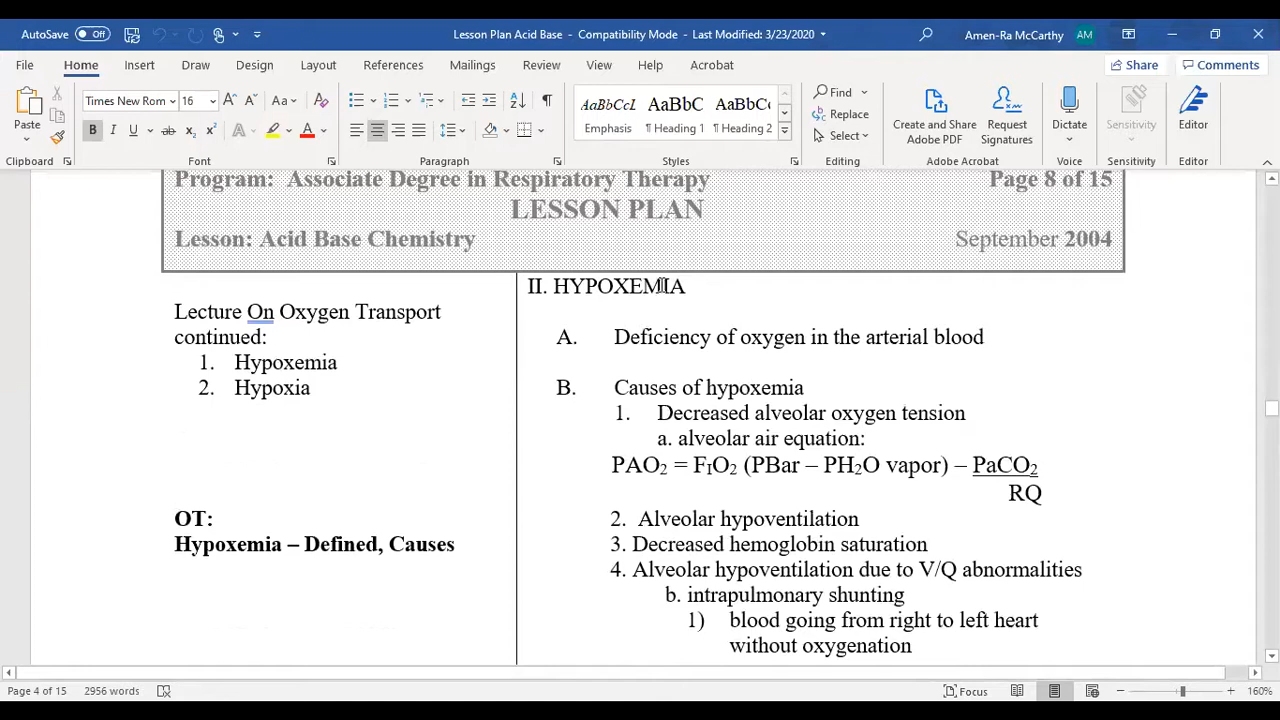 AutoSave Off Lesson Plan Acid Base - Compatibility Mode - Last Modified: 3/23/2020 Amen-Ra McCarthy AM
File Home Insert Draw Design Layout References Mailings Review View Help Acrobat Share Comments
Times New Rom 16 A A Aa A
B I U ab x₂ x² A A
Paste
AaBbCcL AaBbC AaBbC
Emphasis ¶ Heading 1 ¶ Heading 2
Find
Replace
Select
Create and Share
Adobe PDF
Request
Signatures
Dictate
Sensitivity
Editor
Clipboard Font Paragraph Styles Editing Adobe Acrobat Voice Sensitivity Editor
Program: Associate Degree in Respiratory Therapy Page 8 of 15
LESSON PLAN
Lesson: Acid Base Chemistry September 2004
Lecture On Oxygen Transport
continued:
1. Hypoxemia
2. Hypoxia
OT:
Hypoxemia – Defined, Causes
II. HYPOXEMIA
A. Deficiency of oxygen in the arterial blood
B. Causes of hypoxemia
1. Decreased alveolar oxygen tension
a. alveolar air equation:
PAO₂ = FIO₂ (PBar – PH₂O vapor) – PaCO₂
RQ
2. Alveolar hypoventilation
3. Decreased hemoglobin saturation
4. Alveolar hypoventilation due to V/Q abnormalities
b. intrapulmonary shunting
1) blood going from right to left heart
without oxygenation
Page 4 of 15 2956 words Focus 160%